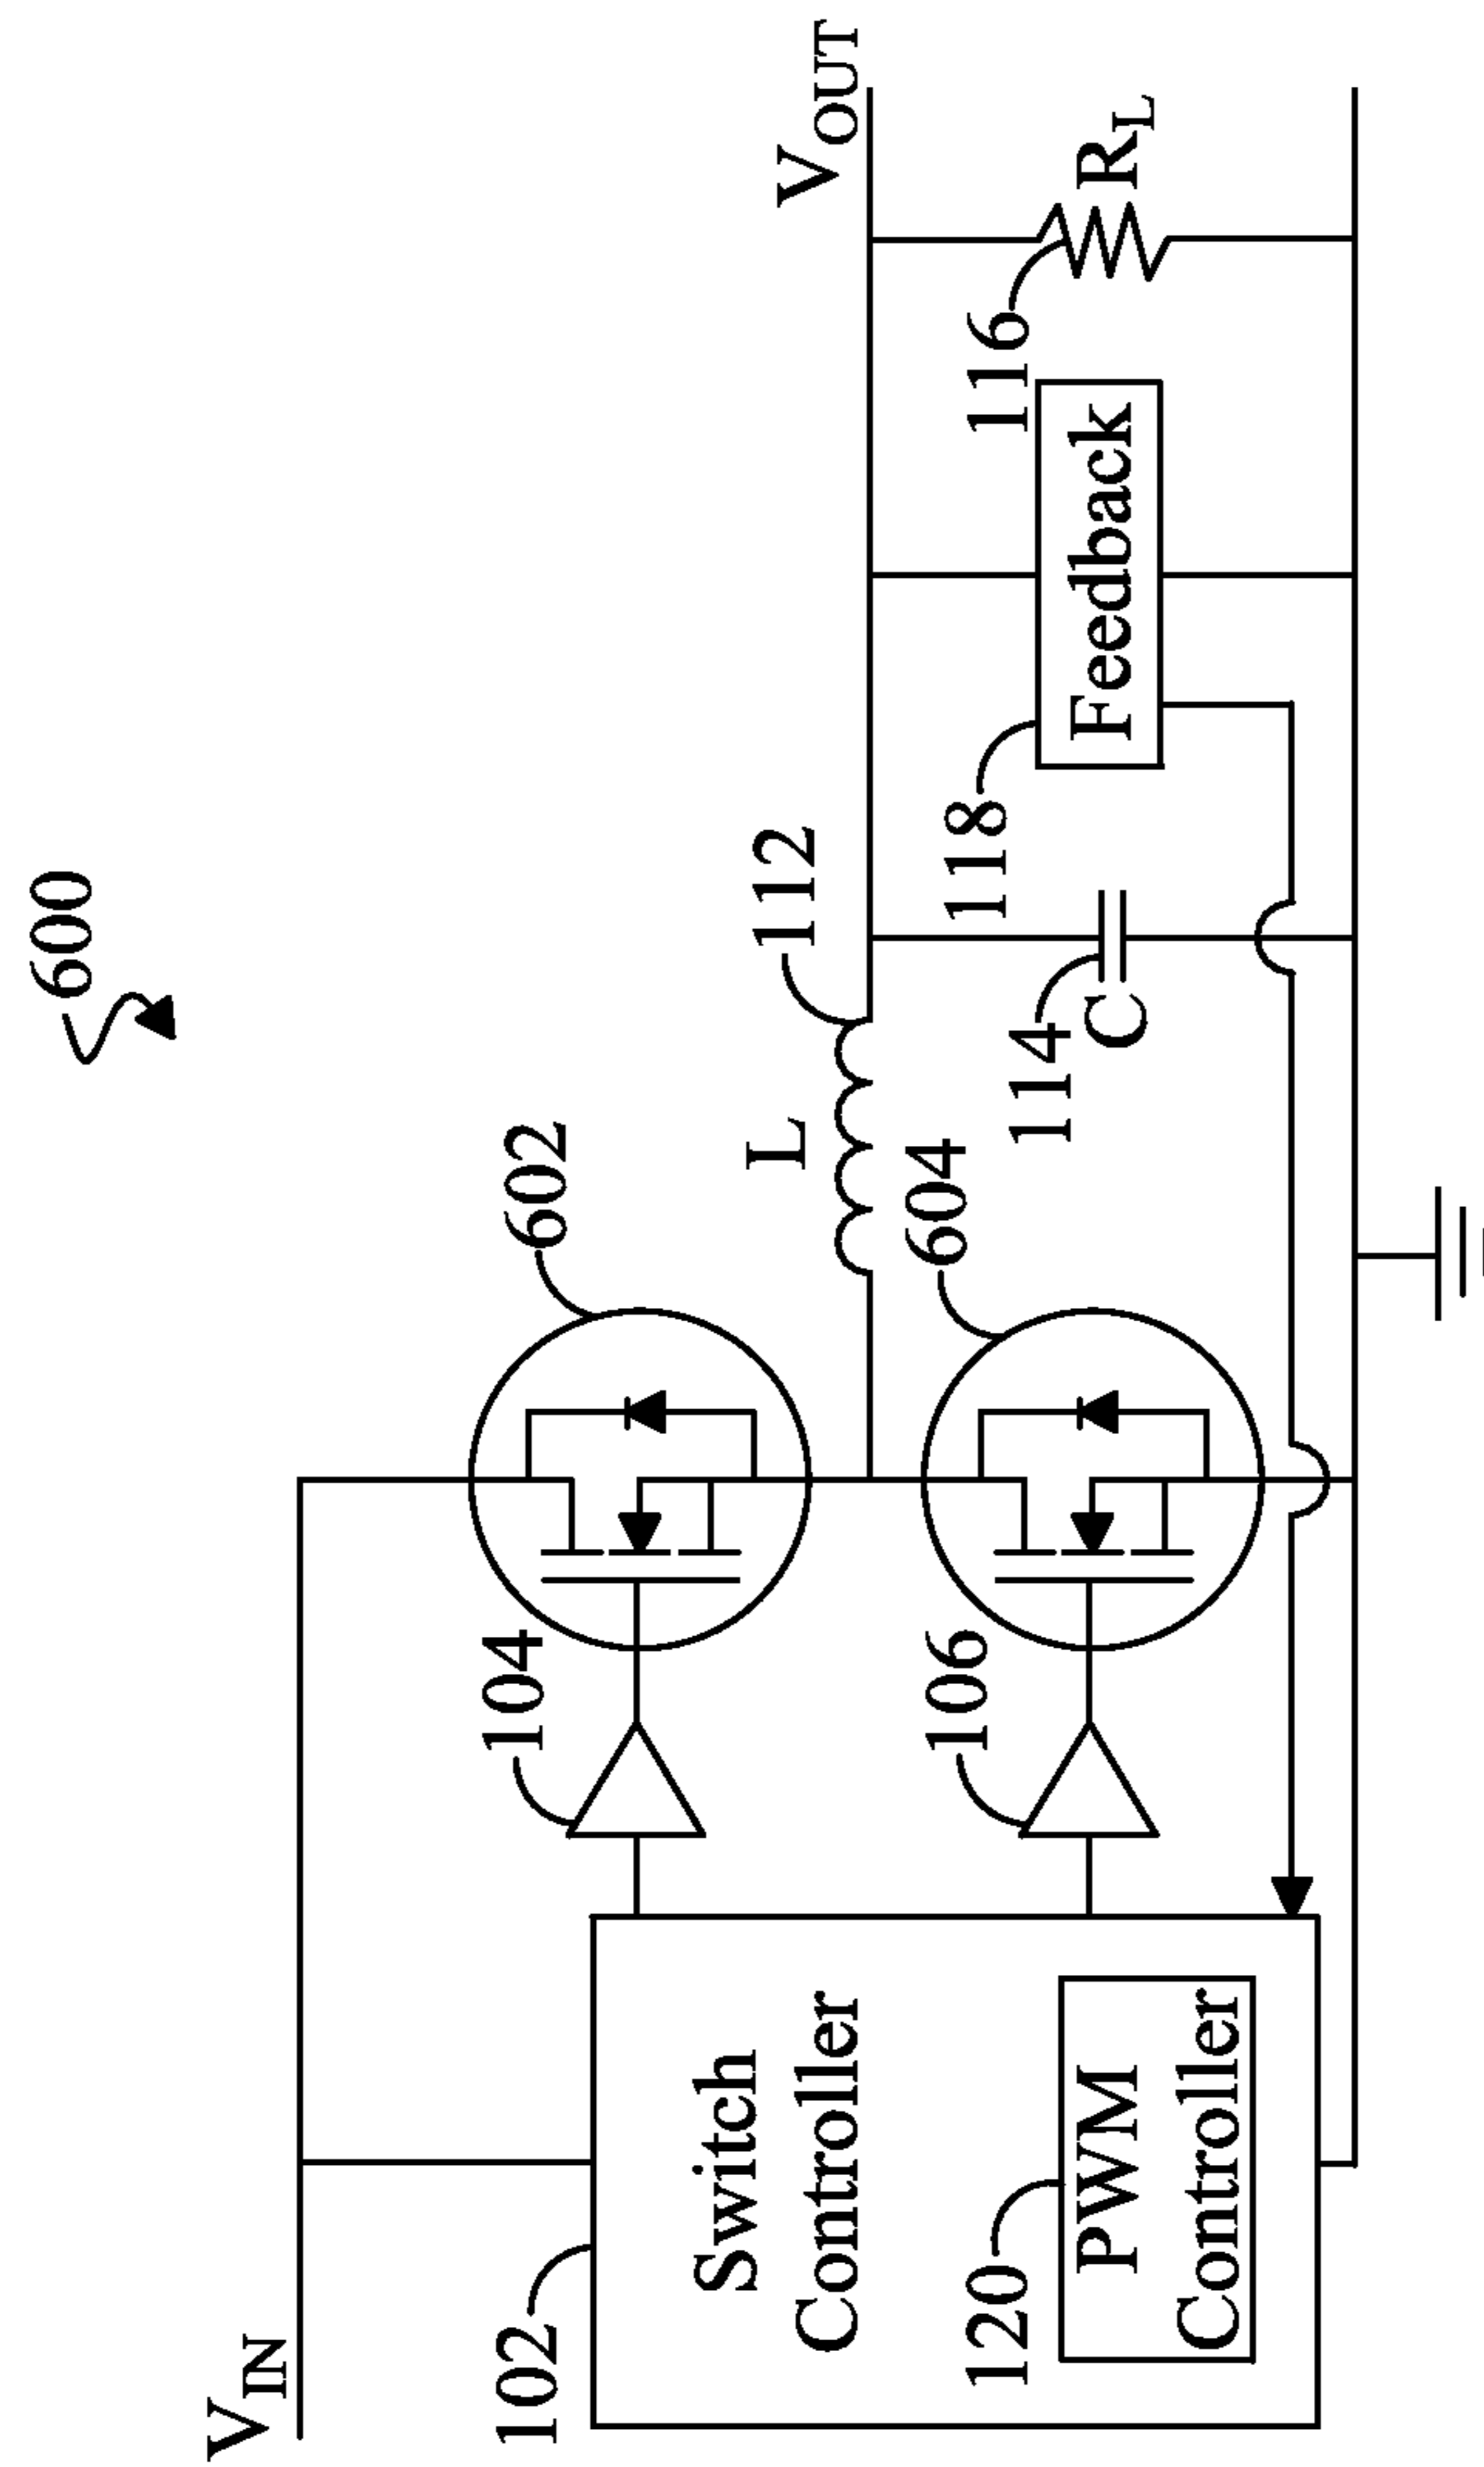 600
V_IN
602
104
L
112
V_OUT
102
Switch
Controller
604
106
114
C
118
Feedback
116
R_L
120
PWM
Controller